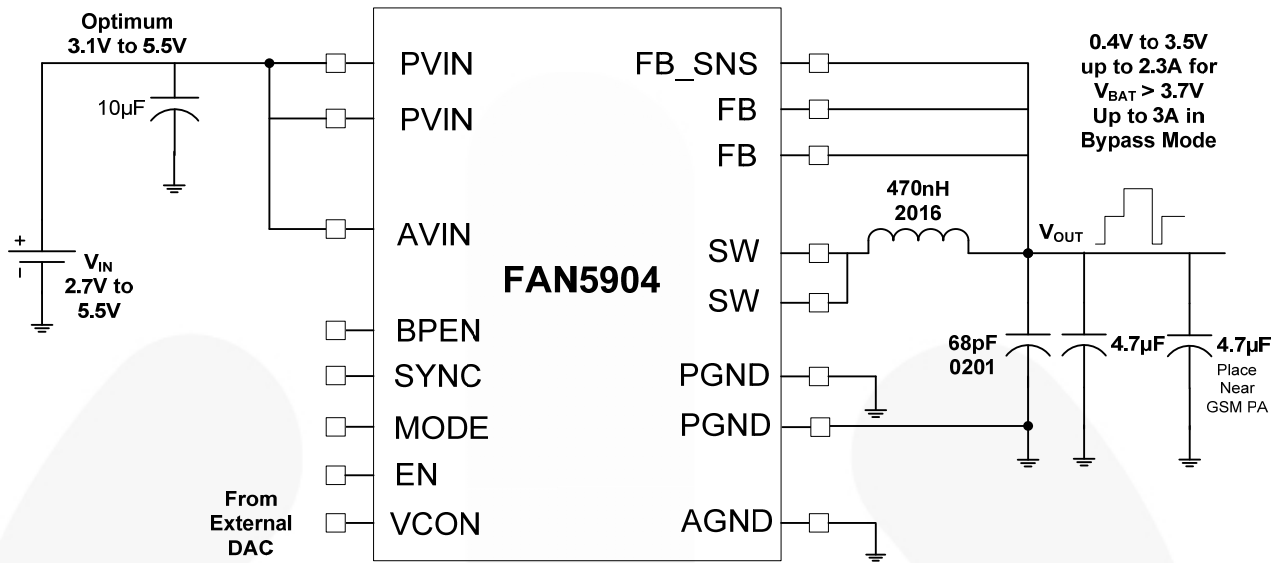 Optimum
3.1V to 5.5V
10µF
+
-
VIN
2.7V to
5.5V
From
External
DAC
PVIN
PVIN
AVIN
BPEN
SYNC
MODE
EN
VCON
FAN5904
FB_SNS
FB
FB
SW
SW
PGND
PGND
AGND
470nH
2016
VOUT
0.4V to 3.5V
up to 2.3A for
VBAT > 3.7V
Up to 3A in
Bypass Mode
68pF
0201
4.7µF
4.7µF
Place
Near
GSM PA